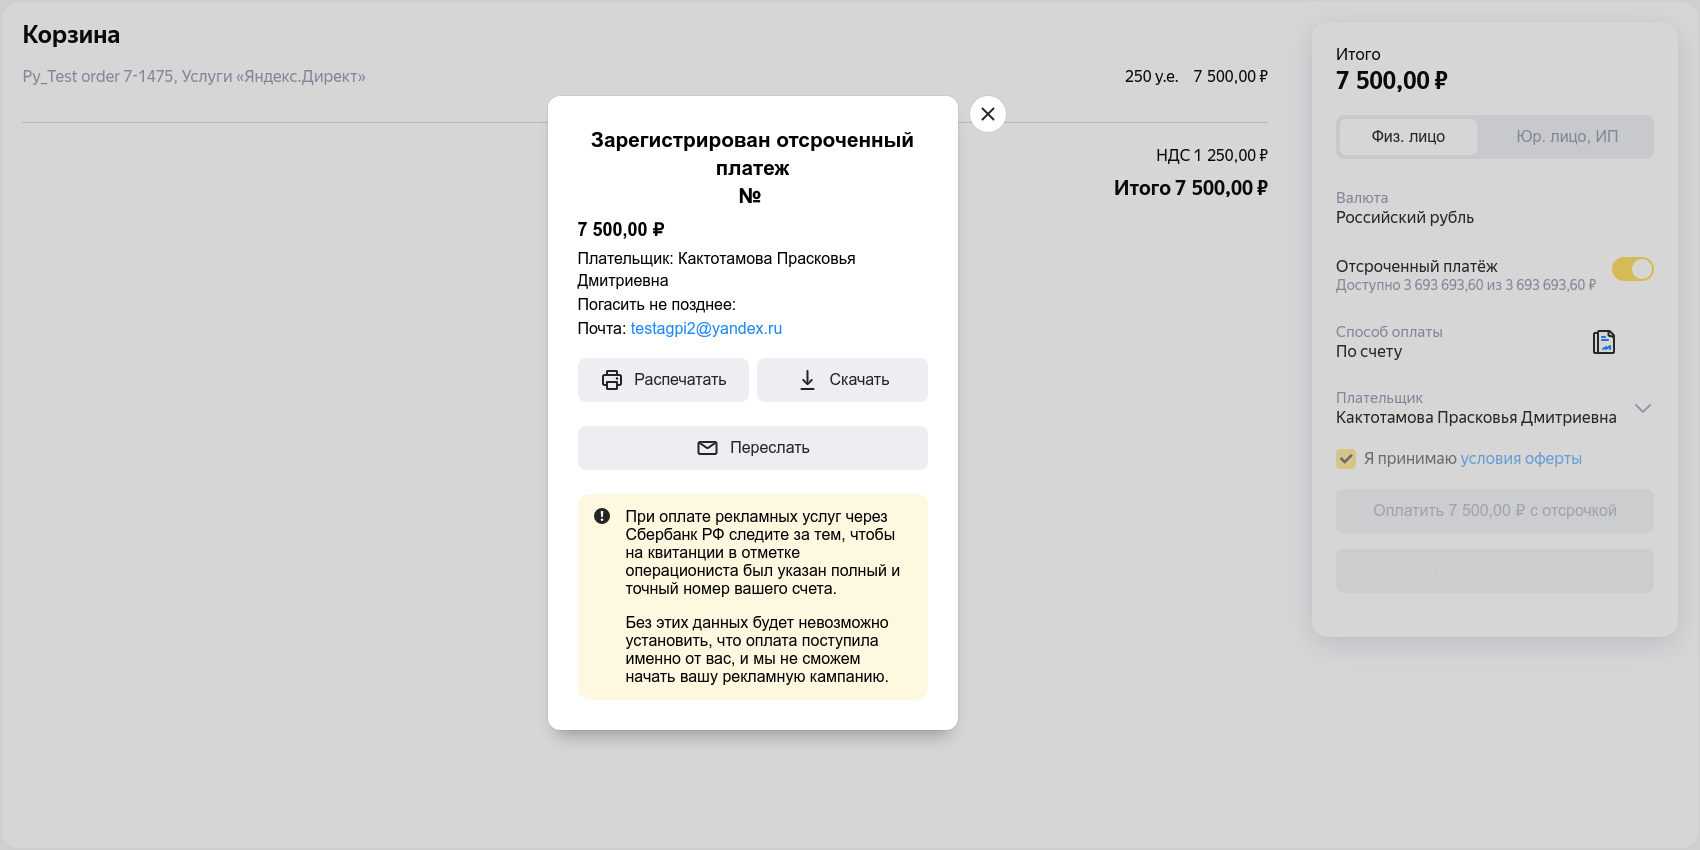 Корзина
Py_Test order 7-1475, Услуги «Яндекс.Директ»
250 у.е. 7 500,00 ₽
НДС 1 250,00 ₽
Итого 7 500,00 ₽
Зарегистрирован отсроченный
платеж
№
7 500,00 ₽
Плательщик: Кактотамова Прасковья
Дмитриевна
Погасить не позднее:
Почта: testagpi2@yandex.ru
Распечатать
Скачать
Переслать
При оплате рекламных услуг через
Сбербанк РФ следите за тем, чтобы
на квитанции в отметке
операциониста был указан полный и
точный номер вашего счета.
Без этих данных будет невозможно
установить, что оплата поступила
именно от вас, и мы не сможем
начать вашу рекламную кампанию.
Итого
7 500,00 ₽
Физ. лицо
Юр. лицо, ИП
Валюта
Российский рубль
Отсроченный платёж
Доступно 3 693 693,60 из 3 693 693,60 ₽
Способ оплаты
По счету
Плательщик
Кактотамова Прасковья Дмитриевна
Я принимаю условия оферты
Оплатить 7 500,00 ₽ с отсрочкой